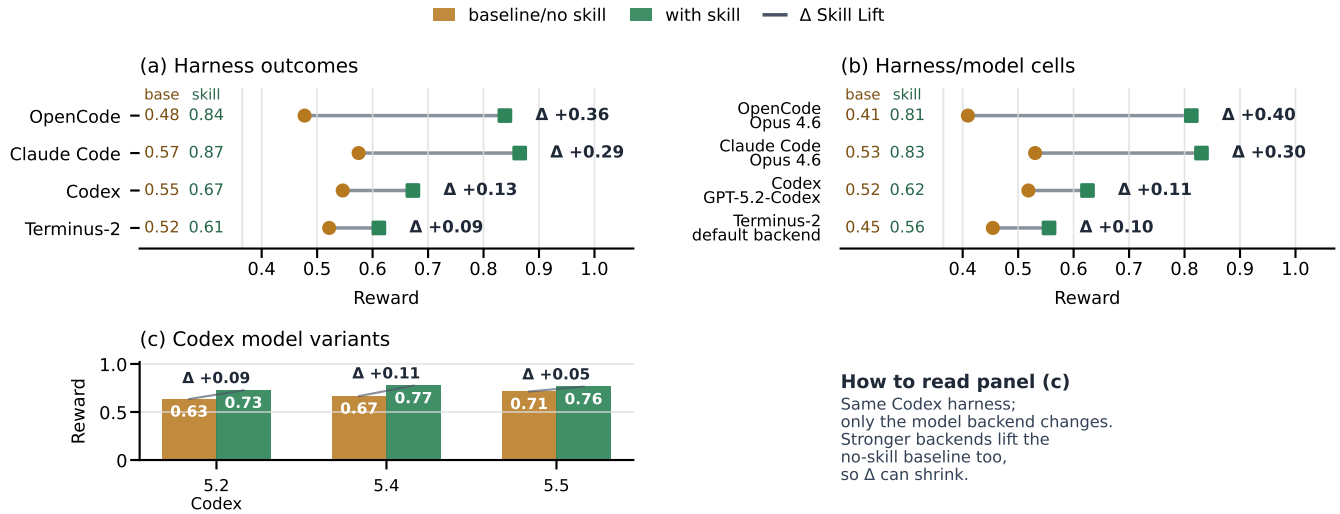 baseline/no skill with skill Δ Skill Lift
(a) Harness outcomes
base skill
OpenCode 0.48 0.84 Δ +0.36
Claude Code 0.57 0.87 Δ +0.29
Codex 0.55 0.67 Δ +0.13
Terminus-2 0.52 0.61 Δ +0.09
0.4 0.5 0.6 0.7 0.8 0.9 1.0
Reward
(b) Harness/model cells
base skill
OpenCode
Opus 4.6 0.41 0.81 Δ +0.40
Claude Code
Opus 4.6 0.53 0.83 Δ +0.30
Codex
GPT-5.2-Codex 0.52 0.62 Δ +0.11
Terminus-2
default backend 0.45 0.56 Δ +0.10
0.4 0.5 0.6 0.7 0.8 0.9 1.0
Reward
(c) Codex model variants
Reward
1.0
0.5
0
Δ +0.09 Δ +0.11 Δ +0.05
0.63 0.73 0.67 0.77 0.71 0.76
5.2 5.4 5.5
Codex
How to read panel (c)
Same Codex harness;
only the model backend changes.
Stronger backends lift the
no-skill baseline too,
so Δ can shrink.